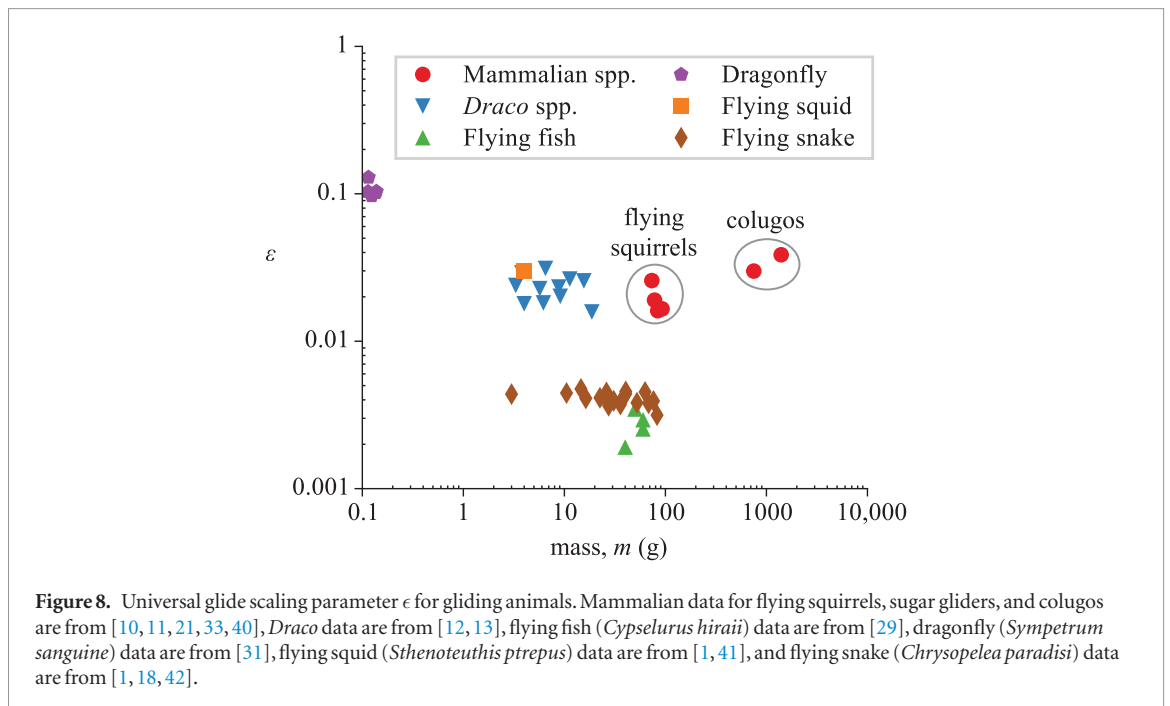 1
Mammalian spp.
Dragonfly
Draco spp.
Flying squid
Flying fish
Flying snake
0.1
flying
squirrels
colugos
ε
0.01
0.001
0.1 1 10 100 1000 10,000
mass, m (g)
Figure 8. Universal glide scaling parameter ϵ for gliding animals. Mammalian data for flying squirrels, sugar gliders, and colugos
are from [10, 11, 21, 33, 40], Draco data are from [12, 13], flying fish (Cypselurus hiraii) data are from [29], dragonfly (Sympetrum
sanguine) data are from [31], flying squid (Sthenoteuthis ptrepus) data are from [1, 41], and flying snake (Chrysopelea paradisi) data
are from [1, 18, 42].